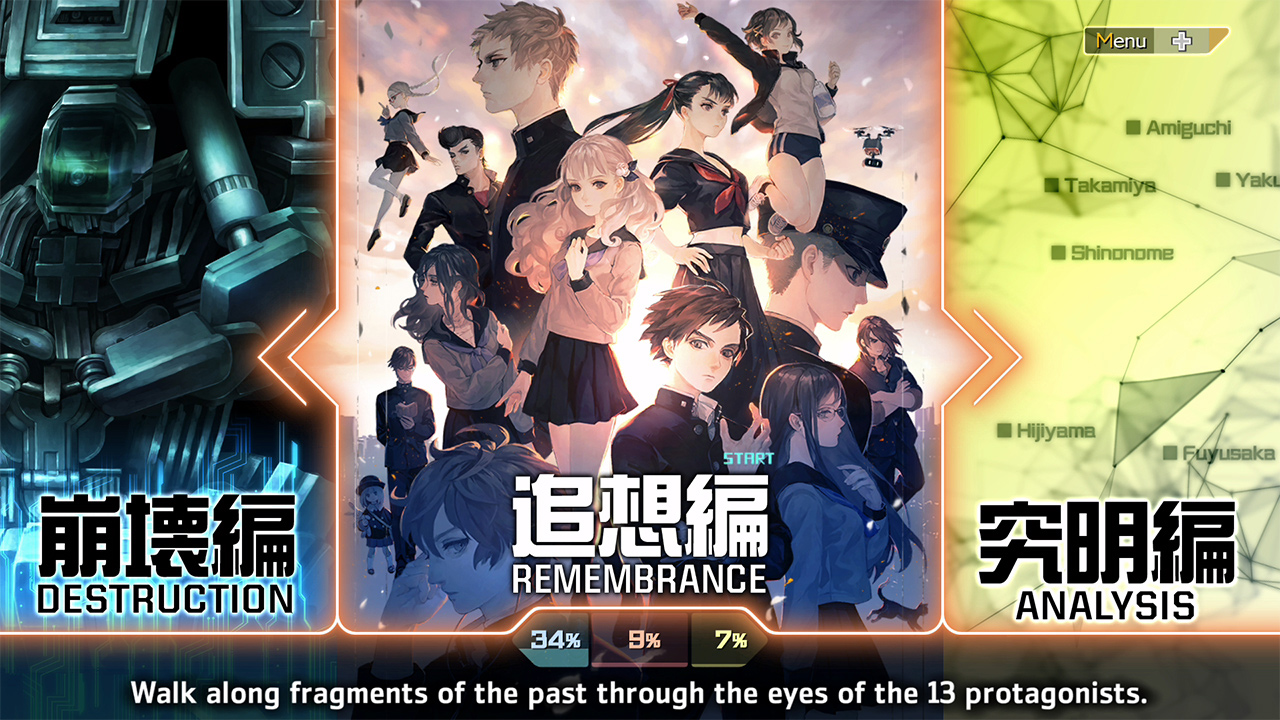 Menu
Amiguchi
Takamiya
Yaku
Shinonome
Hijiyama
Fuyusaka
崩壊編
DESTRUCTION
START
追想編
REMEMBRANCE
究明編
ANALYSIS
34% 9% 7%
Walk along fragments of the past through the eyes of the 13 protagonists.